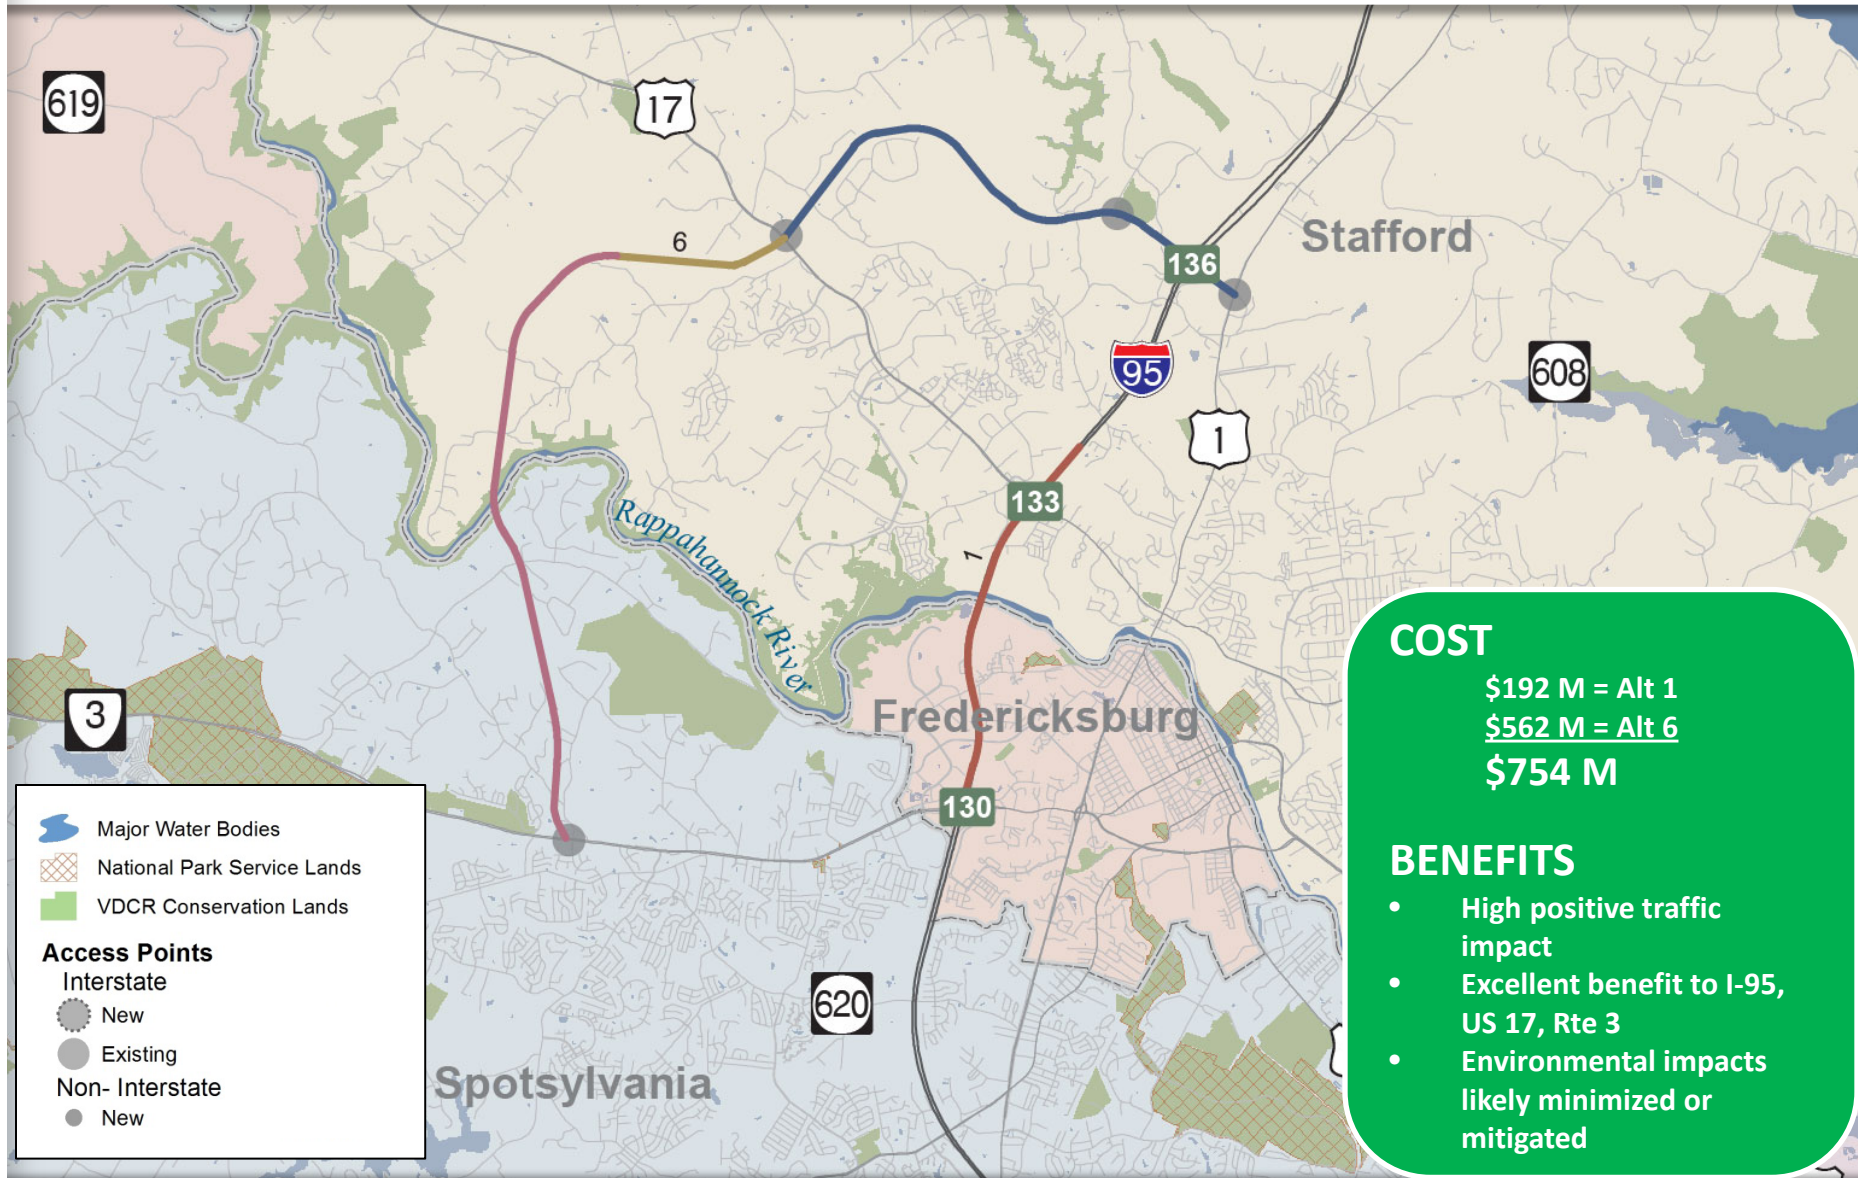 619
17
6
Stafford
136
95
608
1
133
1
Rappahannock River
3
Fredericksburg
130
620
Spotsylvania
Major Water Bodies
National Park Service Lands
VDCR Conservation Lands
Access Points
Interstate
New
Existing
Non- Interstate
New
COST
$192 M = Alt 1
$562 M = Alt 6
$754 M
BENEFITS
• High positive traffic
impact
• Excellent benefit to I-95,
US 17, Rte 3
• Environmental impacts
likely minimized or
mitigated